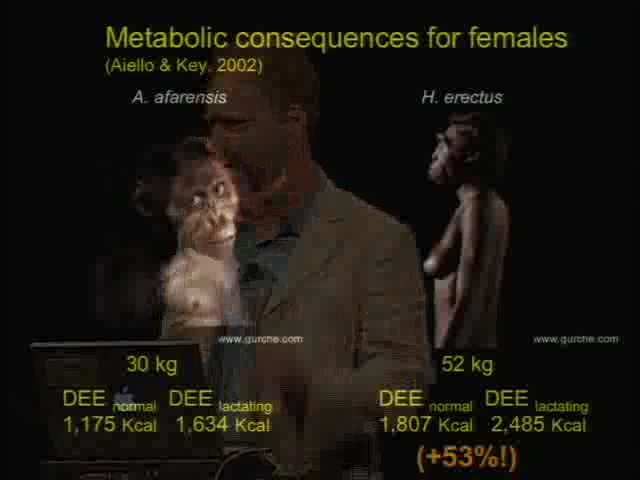 Metabolic consequences for females
(Aiello & Key, 2002)
A. afarensis H. erectus
www.gurche.com www.gurche.com
30 kg 52 kg
DEE normal DEE lactating DEE normal DEE lactating
1,175 Kcal 1,634 Kcal 1,807 Kcal 2,485 Kcal
(+53%!)